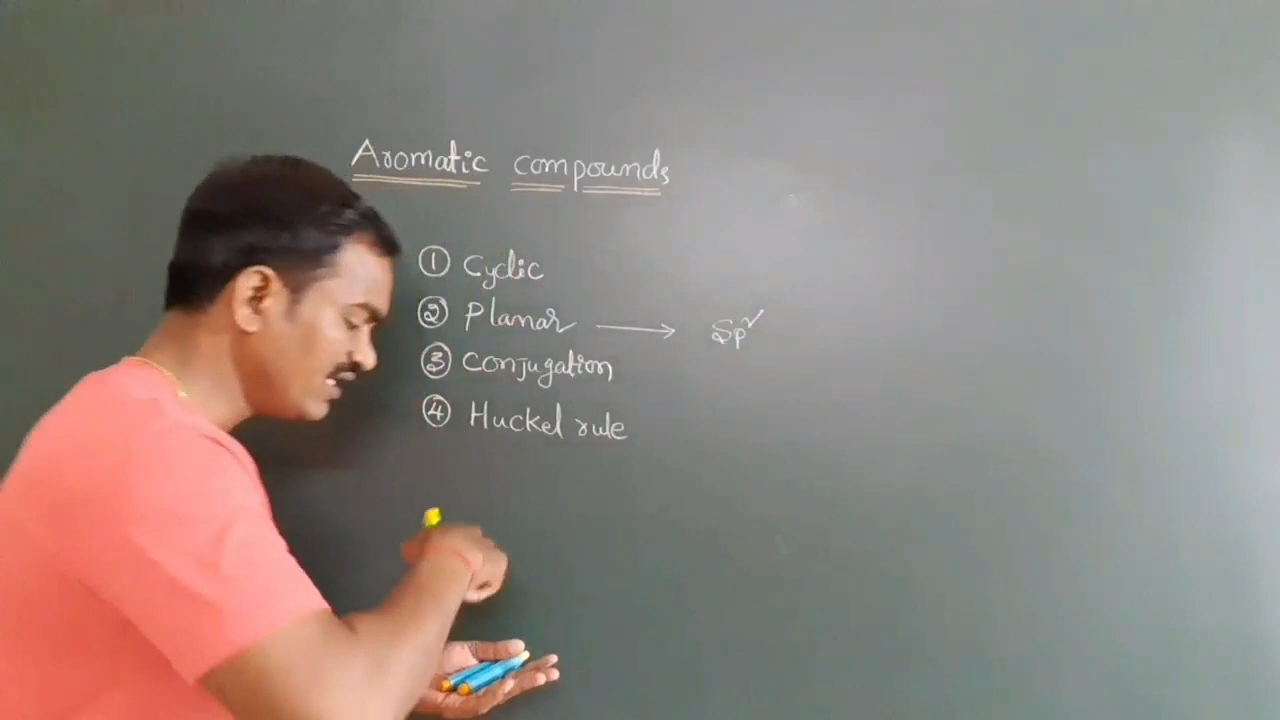 Aromatic compounds
① Cyclic
② Planar → Sp²
③ Conjugation
④ Huckel rule